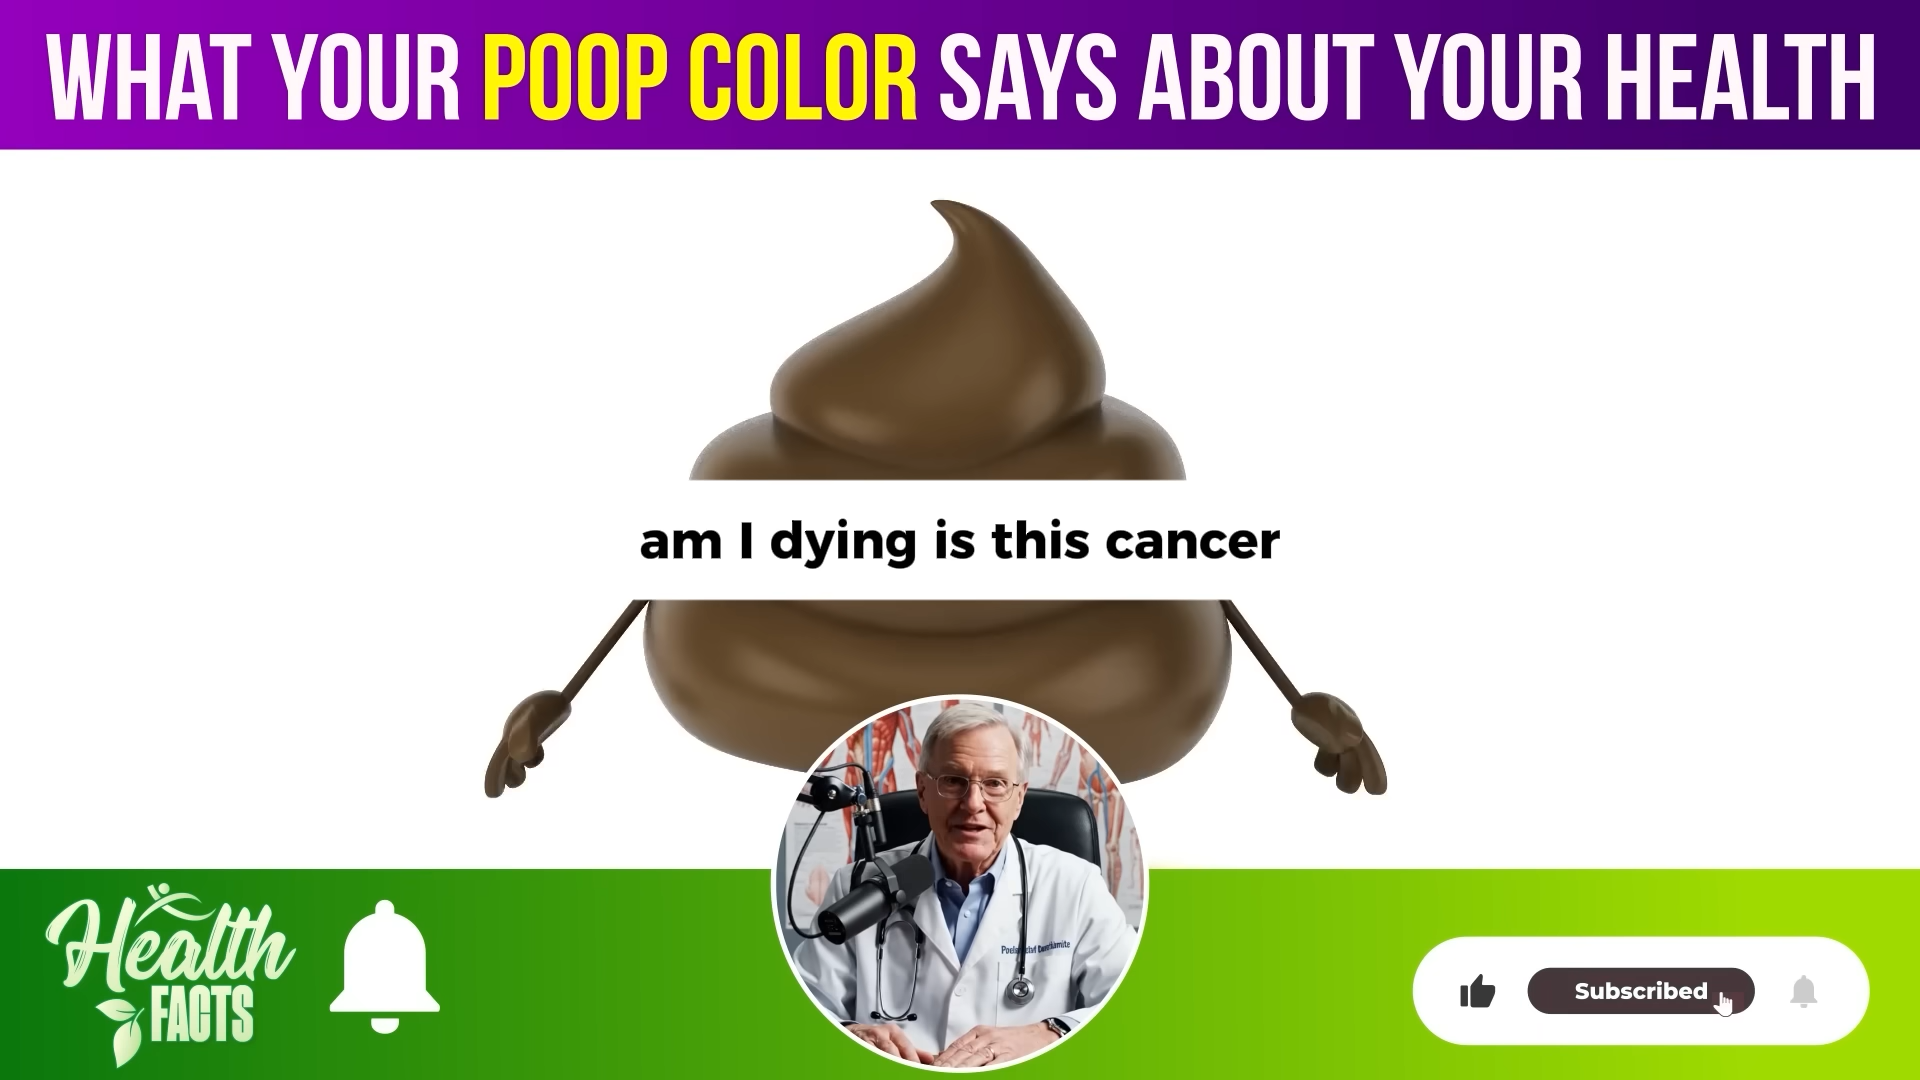 WHAT YOUR POOP COLOR SAYS ABOUT YOUR HEALTH
am I dying is this cancer
Health
FACTS
Subscribed